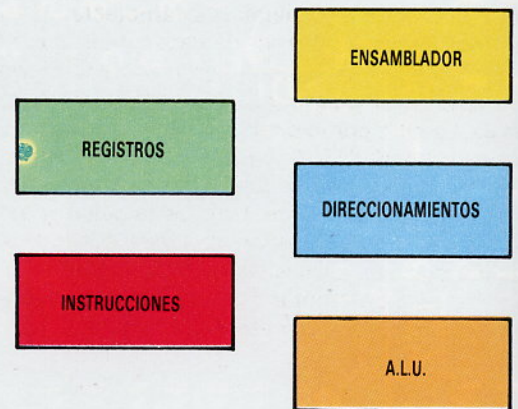 ENSAMBLADOR
REGISTROS
DIRECCIONAMIENTOS
INSTRUCCIONES
A.L.U.